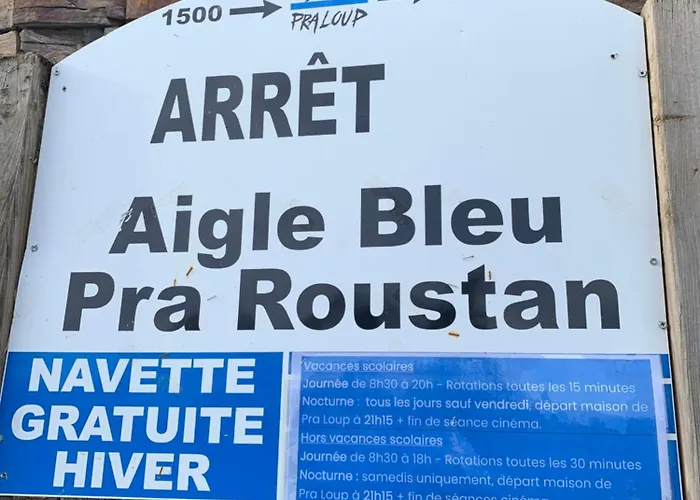 1500 → PRALOUP
ARRÊT
Aigle Bleu
Pra Roustan
NAVETTE
GRATUITE
HIVER
Vacances scolaires
Journée de 8h30 à 20h - Rotations toutes les 15 minutes
Nocturne : tous les jours sauf vendredi, départ maison de
Pra Loup à 21h15 + fin de séance cinéma.
Hors vacances scolaires
Journée de 8h30 à 18h - Rotations toutes les 30 minutes
Nocturne : samedis uniquement, départ maison de
Pra Loup à 21h15 + fin de séances cinéma